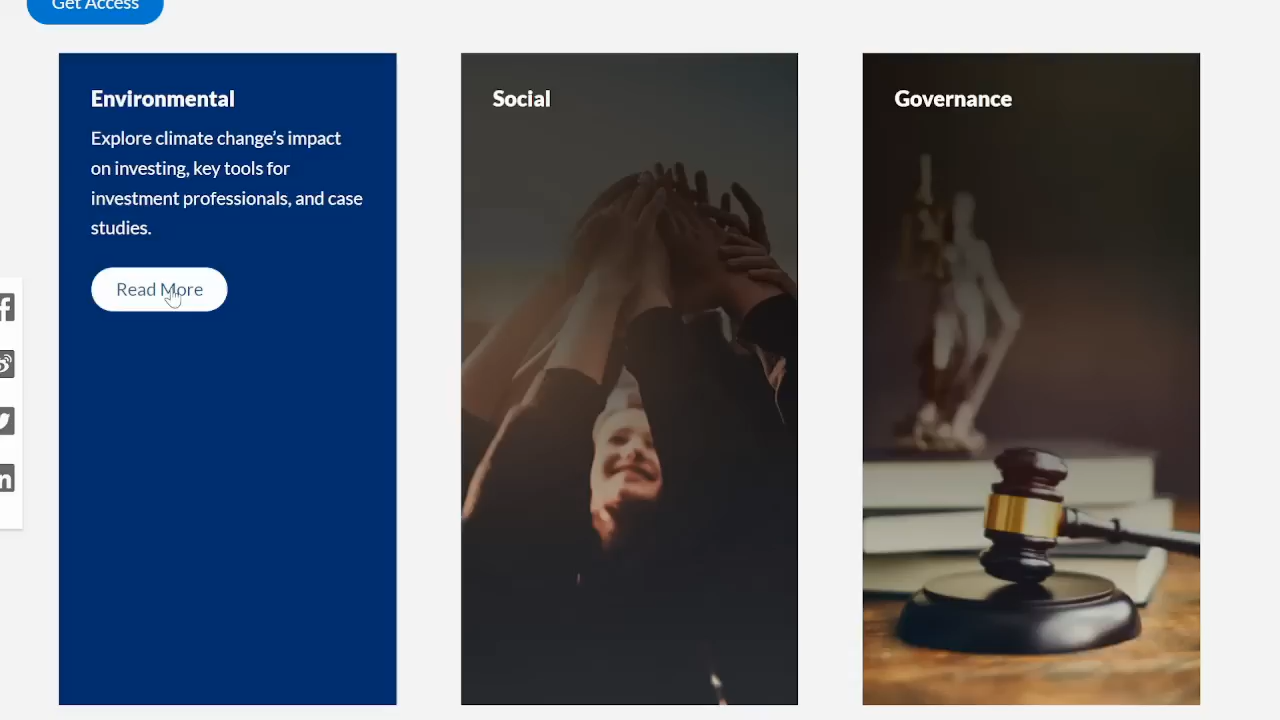 Get Access
Environmental
Explore climate change's impact
on investing, key tools for
investment professionals, and case
studies.
Read More
Social
Governance